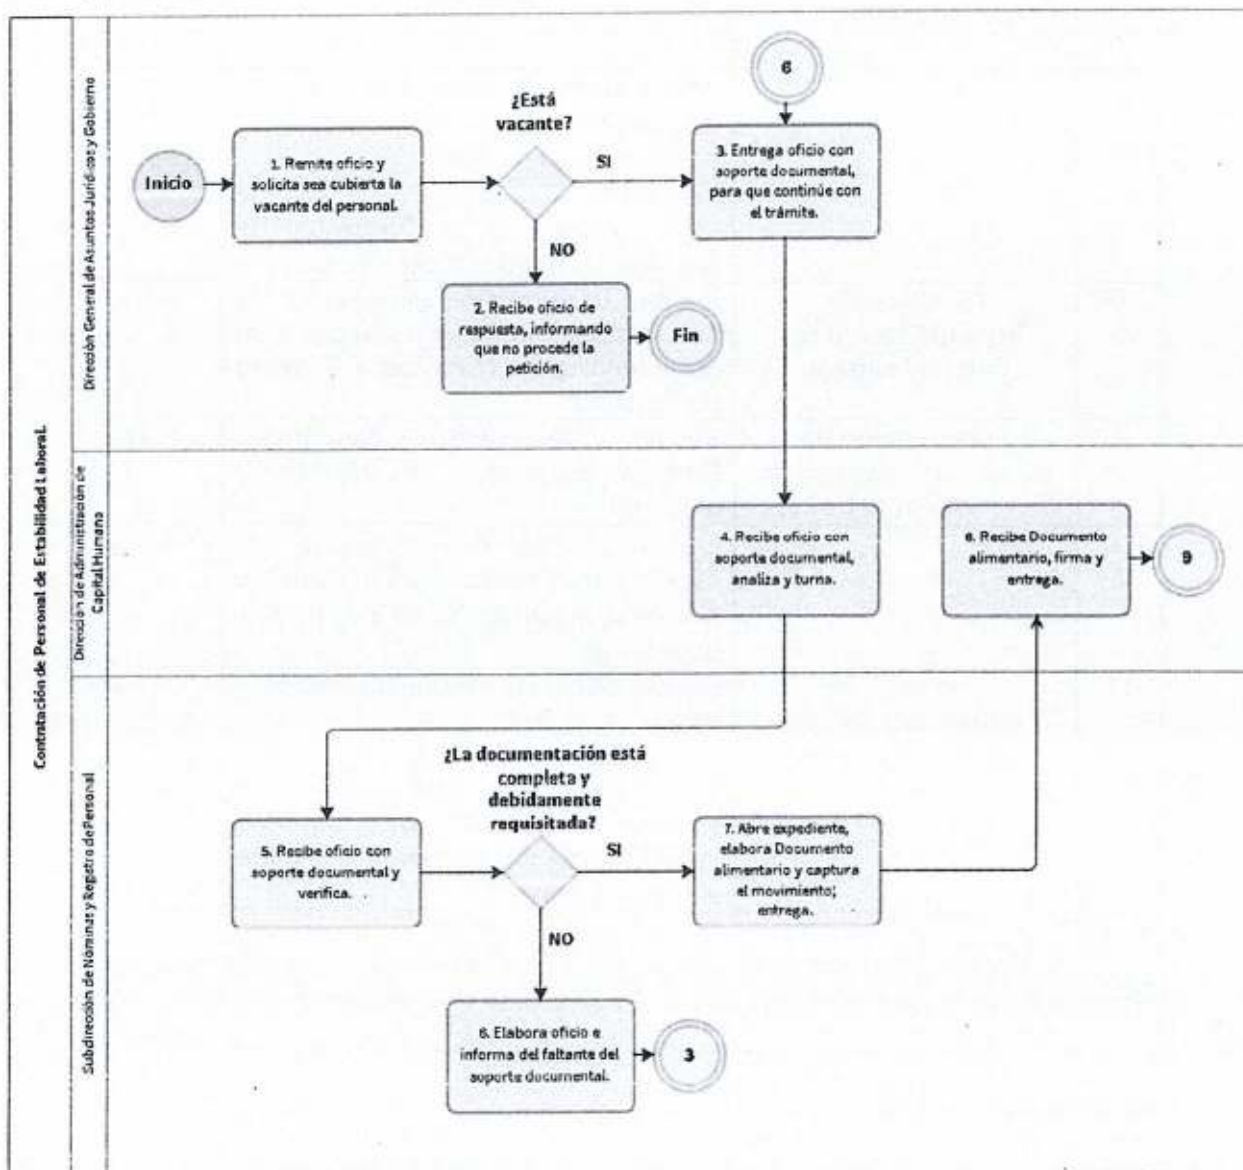 Contratación de Personal de Estabilidad Laboral.
Dirección General de Asuntos Jurídicos y Gobierno
6
¿Está
vacante?
Inicio
1. Remite oficio y
solicita sea cubierta la
vacante del personal.
SI
3. Entrega oficio con
soporte documental,
para que continúe con
el trámite.
NO
2. Recibe oficio de
respuesta, informando
que no procede la
petición.
Fin
Dirección de Administración de
Capital Humano
4. Recibe oficio con
soporte documental,
analiza y turna.
8. Recibe Documento
alimentario, firma y
entrega.
9
Subdirección de Nóminas y Registro de Personal
¿La documentación está
completa y
debidamente
requisitada?
5. Recibe oficio con
soporte documental y
verifica.
SI
7. Abre expediente,
elabora Documento
alimentario y captura
el movimiento;
entrega.
NO
6. Elabora oficio e
informa del faltante del
soporte documental.
3